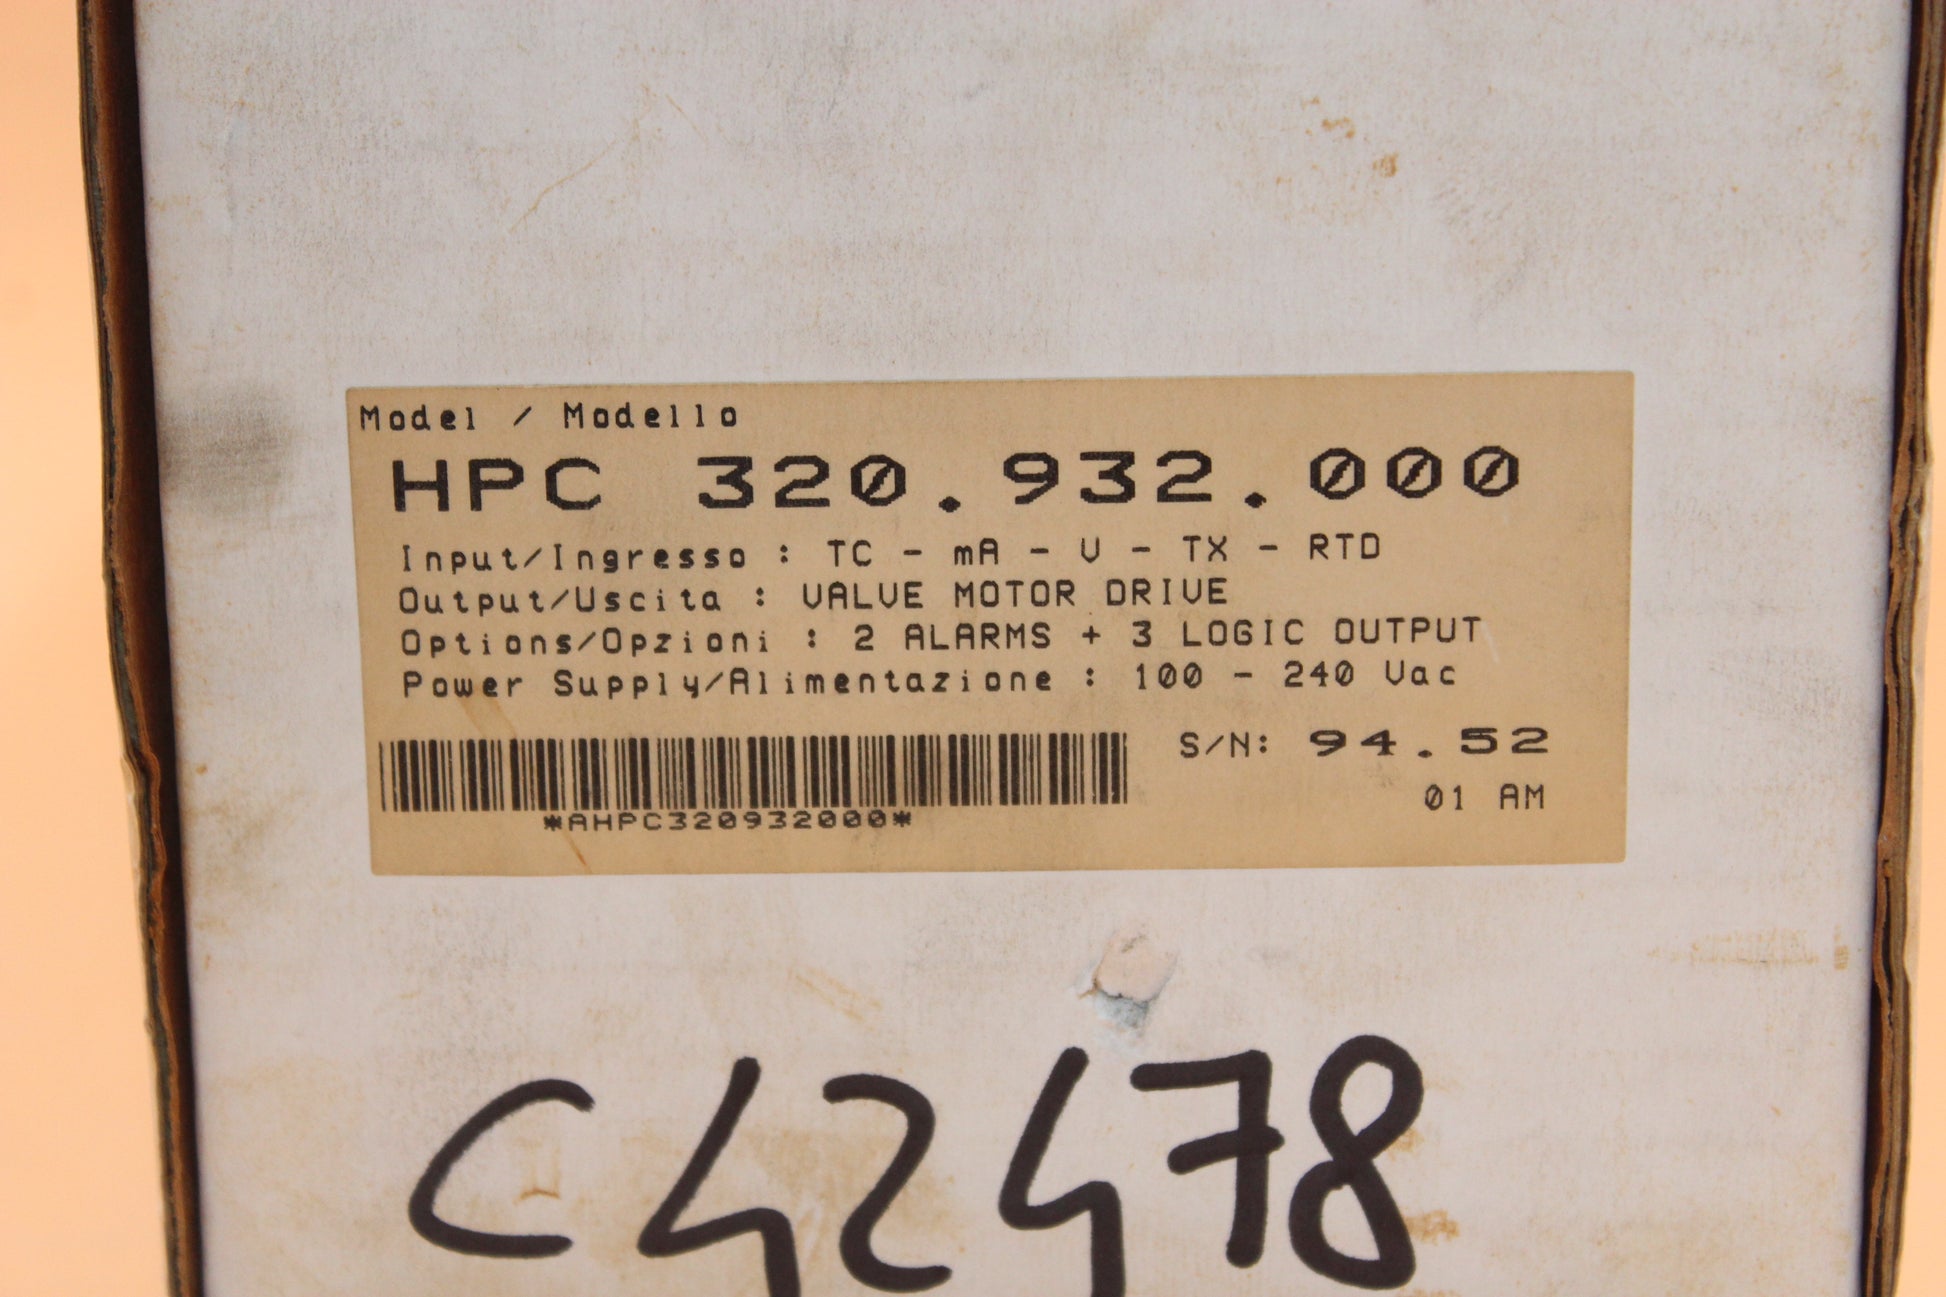 Model / Modello
HPC 320.932.000
Input/Ingresso : TC - mA - V - TX - RTD
Output/Uscita : VALVE MOTOR DRIVE
Options/Opzioni : 2 ALARMS + 3 LOGIC OUTPUT
Power Supply/Alimentazione : 100 - 240 Vac
S/N: 94.52
01 AM
*AHPC320932000*
C42478